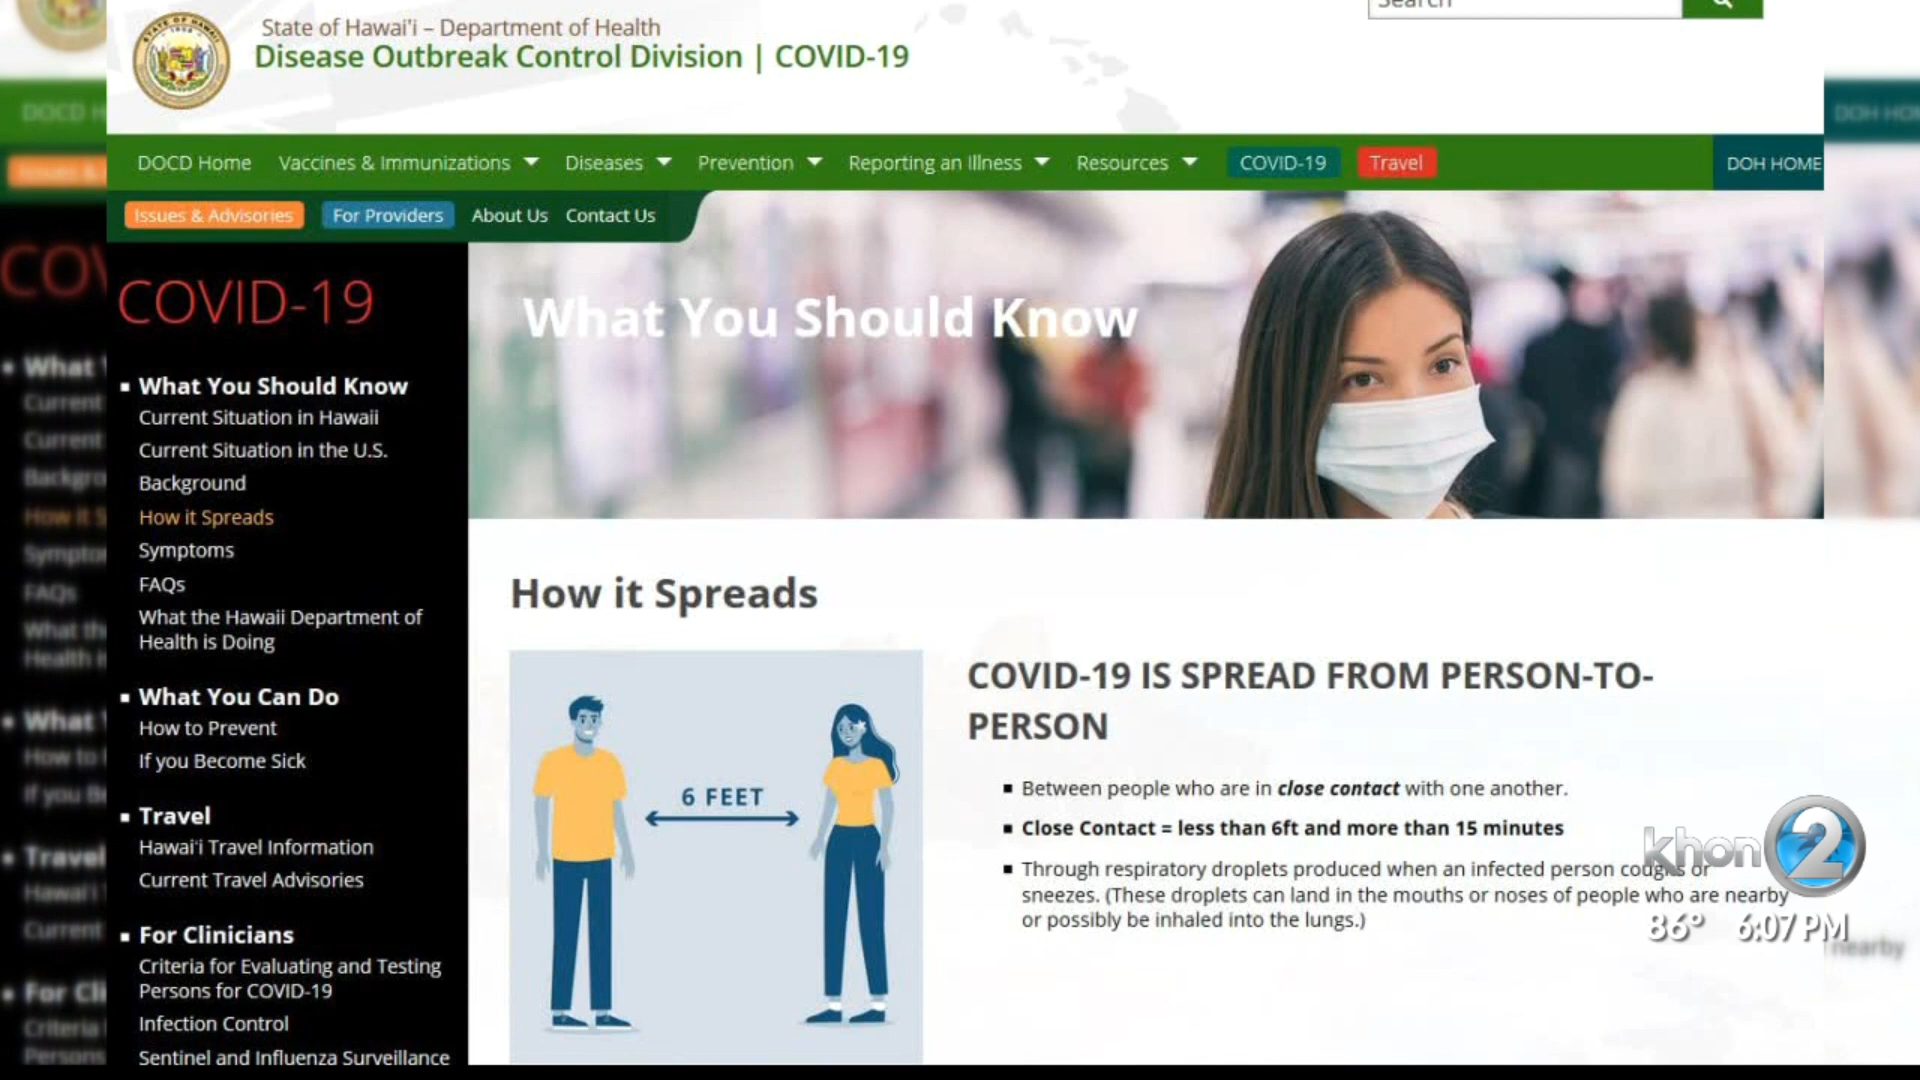 Search
State of Hawai'i – Department of Health
Disease Outbreak Control Division | COVID-19
DOCD Home Vaccines & Immunizations Diseases Prevention Reporting an Illness Resources COVID-19 Travel DOH HOME
Issues & Advisories For Providers About Us Contact Us
COVID-19
What You Should Know
Current Situation in Hawaii
Current Situation in the U.S.
Background
How it Spreads
Symptoms
FAQs
What the Hawaii Department of
Health is Doing
What You Can Do
How to Prevent
If you Become Sick
Travel
Hawai'i Travel Information
Current Travel Advisories
For Clinicians
Criteria for Evaluating and Testing
Persons for COVID-19
Infection Control
Sentinel and Influenza Surveillance
What You Should Know
How it Spreads
6 FEET
COVID-19 IS SPREAD FROM PERSON-TO-
PERSON
Between people who are in close contact with one another.
Close Contact = less than 6ft and more than 15 minutes
Through respiratory droplets produced when an infected person coughs or
sneezes. (These droplets can land in the mouths or noses of people who are nearby
or possibly be inhaled into the lungs.)
khon 2
86° 6:07 PM